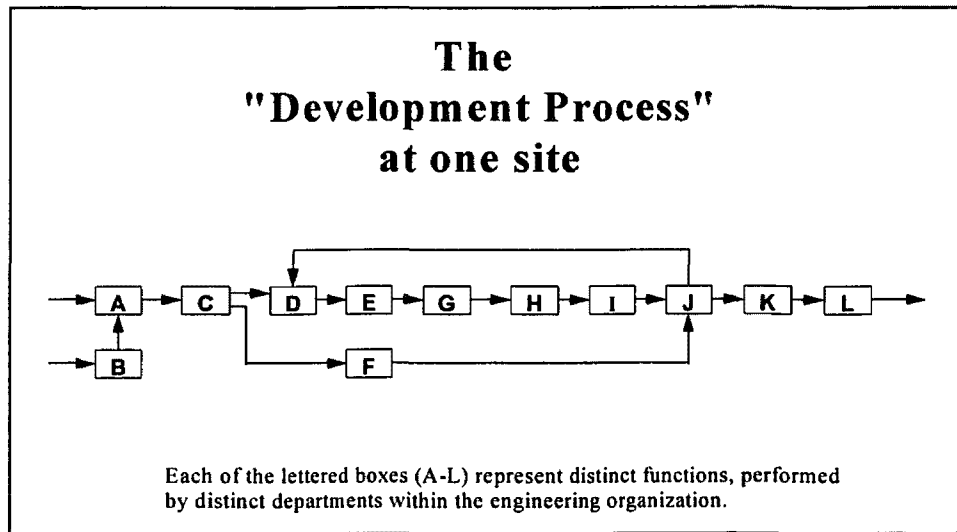 The
"Development Process"
at one site
A
C
D
E
G
H
I
J
K
L
B
F
Each of the lettered boxes (A-L) represent distinct functions, performed
by distinct departments within the engineering organization.